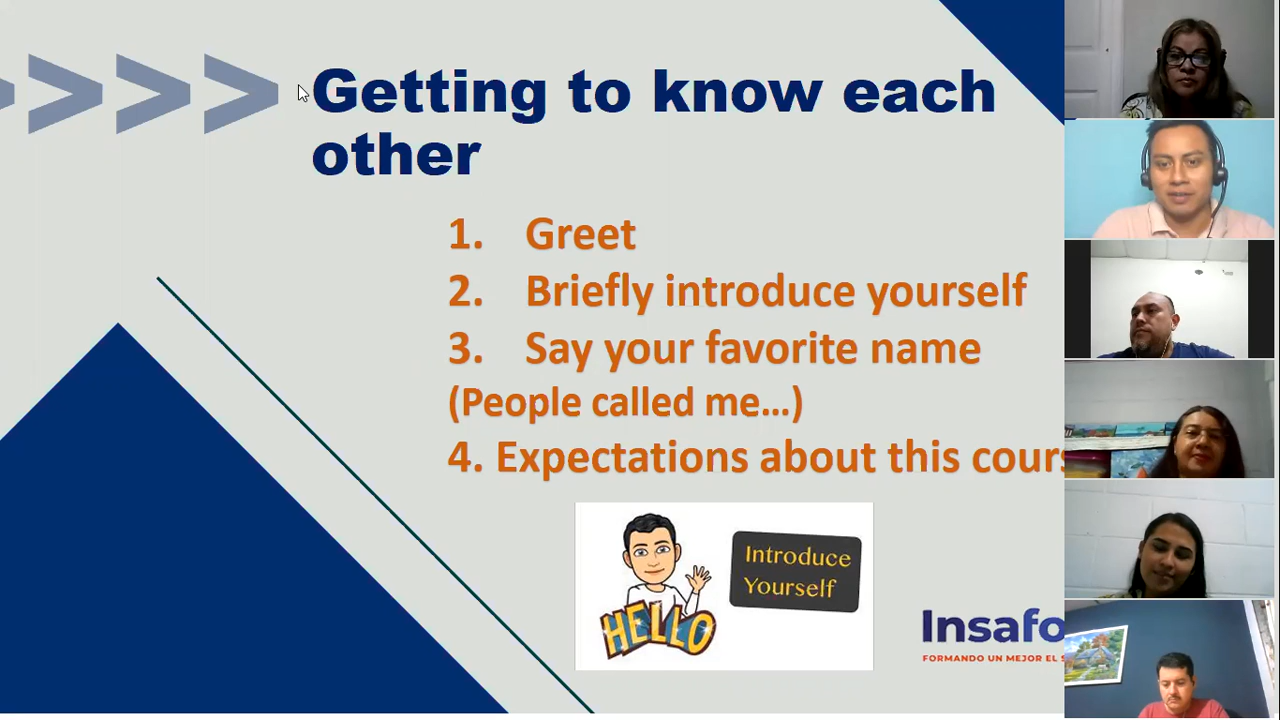 Getting to know each
other
1. Greet
2. Briefly introduce yourself
3. Say your favorite name
(People called me...)
4. Expectations about this cours
Introduce
Yourself
HELLO
Insafo
FORMANDO UN MEJOR EL S